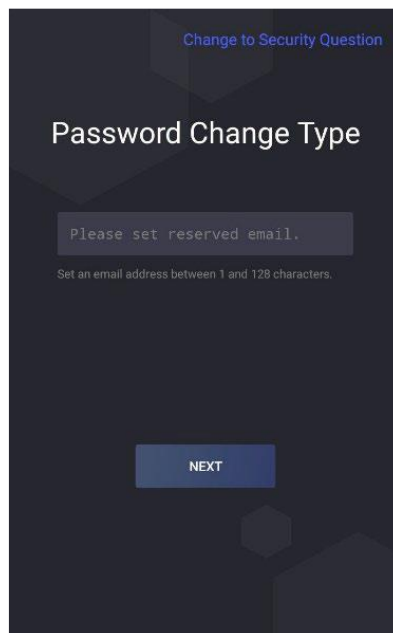 Change to Security Question
Password Change Type
Please set reserved email.
Set an email address between 1 and 128 characters.
NEXT